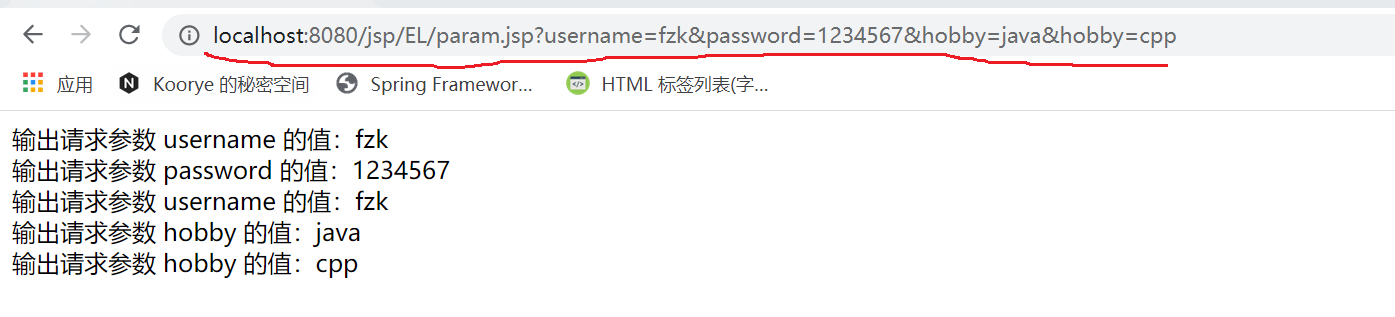 localhost:8080/jsp/EL/param.jsp?username=fzk&password=1234567&hobby=java&hobby=cpp
应用 Koorye 的秘密空间 Spring Framewor... HTML 标签列表(字...
输出请求参数 username 的值：fzk
输出请求参数 password 的值：1234567
输出请求参数 username 的值：fzk
输出请求参数 hobby 的值：java
输出请求参数 hobby 的值：cpp